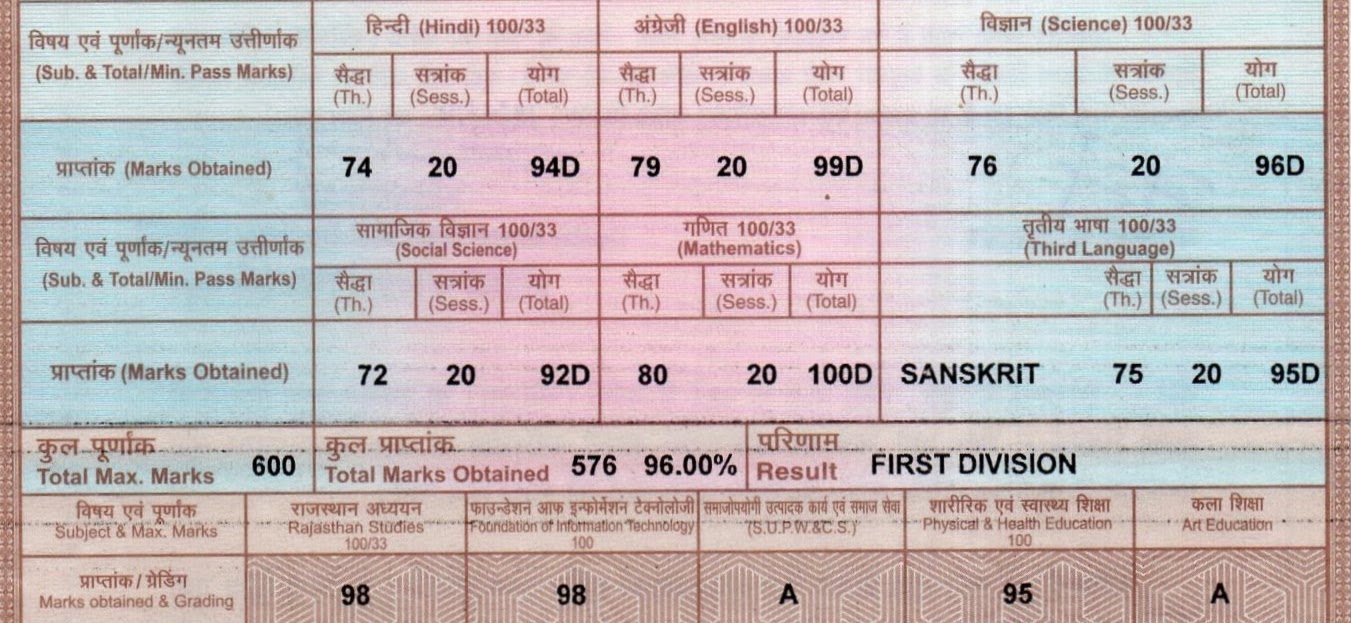 हिन्दी (Hindi) 100/33 अंग्रेजी (English) 100/33 विज्ञान (Science) 100/33
विषय एवं पूर्णांक/न्यूनतम उत्तीर्णांक
(Sub. & Total/Min. Pass Marks)
सैद्धा सत्रांक योग सैद्धा सत्रांक योग सैद्धा सत्रांक योग
(Th.) (Sess.) (Total) (Th.) (Sess.) (Total) (Th.) (Sess.) (Total)
प्राप्तांक (Marks Obtained) 74 20 94D 79 20 99D 76 20 96D
सामाजिक विज्ञान 100/33 गणित 100/33 तृतीय भाषा 100/33
(Social Science) (Mathematics) (Third Language)
विषय एवं पूर्णांक/न्यूनतम उत्तीर्णांक
(Sub. & Total/Min. Pass Marks)
सैद्धा सत्रांक योग सैद्धा सत्रांक योग सैद्धा सत्रांक योग
(Th.) (Sess.) (Total) (Th.) (Sess.) (Total) (Th.) (Sess.) (Total)
प्राप्तांक (Marks Obtained) 72 20 92D 80 20 100D SANSKRIT 75 20 95D
कुल पूर्णांक कुल प्राप्तांक परिणाम
Total Max. Marks 600 Total Marks Obtained 576 96.00% Result FIRST DIVISION
विषय एवं पूर्णांक राजस्थान अध्ययन फाउन्डेशन आफ इन्फोर्मेशन टेक्नोलोजी समाजोपयोगी उत्पादक कार्य एवं समाज सेवा शारीरिक एवं स्वास्थ्य शिक्षा कला शिक्षा
Subject & Max. Marks Rajasthan Studies Foundation of Information Technology (S.U.P.W.&C.S.) Physical & Health Education Art Education
100/33 100 100
प्राप्तांक / ग्रेडिंग
Marks obtained & Grading 98 98 A 95 A